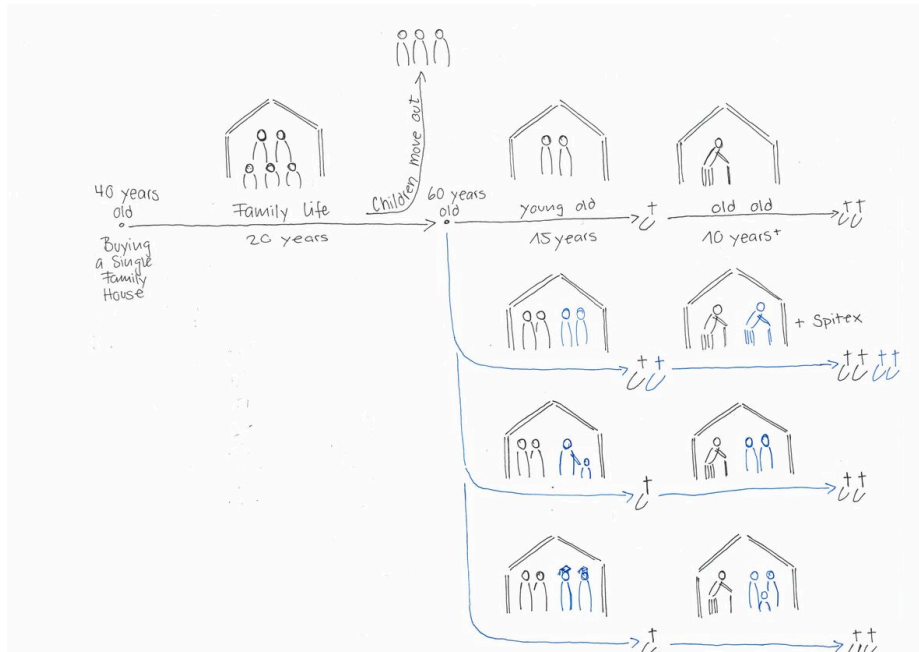 40 years
old
Buying
a Single
Family
House
Family Life
20 years
Children move out
60 years
old
young old
15 years
old old
10 years+
+ Spitex